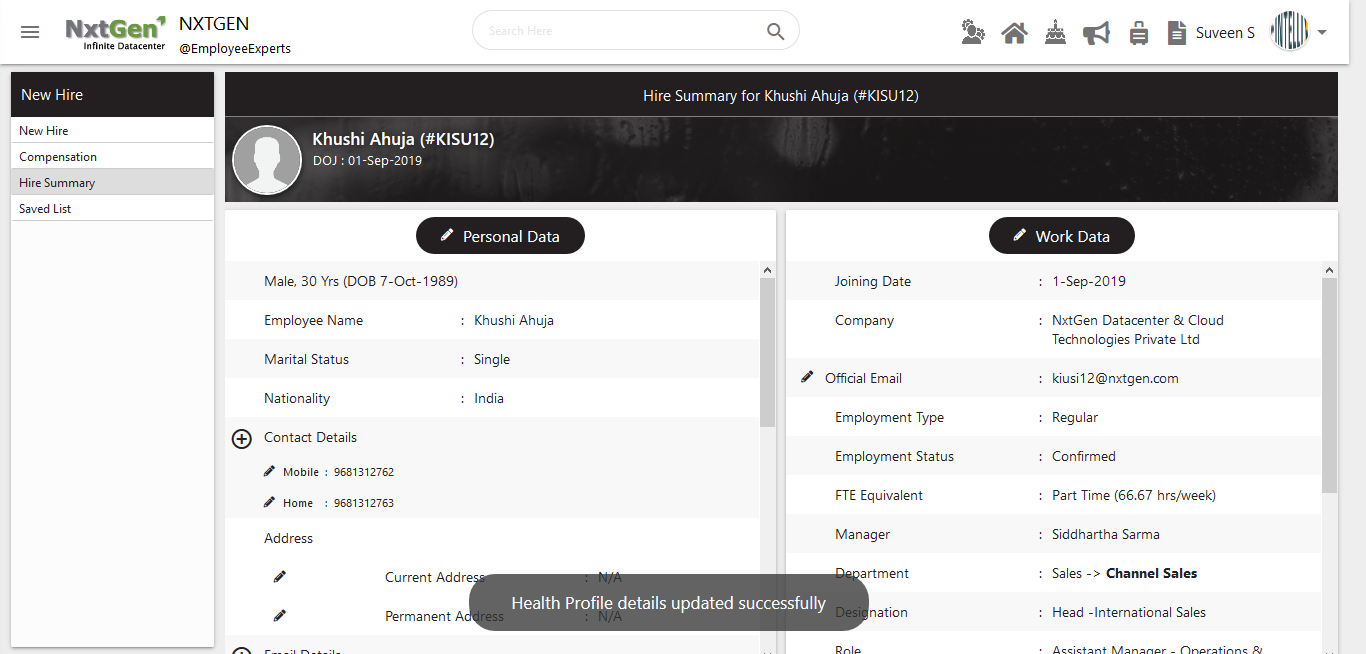 NxtGen
Infinite Datacenter
NXTGEN
@EmployeeExperts
Search Here
Suveen S
New Hire
New Hire
Compensation
Hire Summary
Saved List
Hire Summary for Khushi Ahuja (#KISU12)
Khushi Ahuja (#KISU12)
DOJ : 01-Sep-2019
Personal Data
Male, 30 Yrs (DOB 7-Oct-1989)
Employee Name : Khushi Ahuja
Marital Status : Single
Nationality : India
Contact Details
Mobile : 9681312762
Home : 9681312763
Address
Current Address : N/A
Permanent Address : N/A
Email Details
Work Data
Joining Date : 1-Sep-2019
Company : NxtGen Datacenter & Cloud
Technologies Private Ltd
Official Email : kiusi12@nxtgen.com
Employment Type : Regular
Employment Status : Confirmed
FTE Equivalent : Part Time (66.67 hrs/week)
Manager : Siddhartha Sarma
Department : Sales -> Channel Sales
Designation : Head -International Sales
Role : Assistant Manager - Operations &
Health Profile details updated successfully